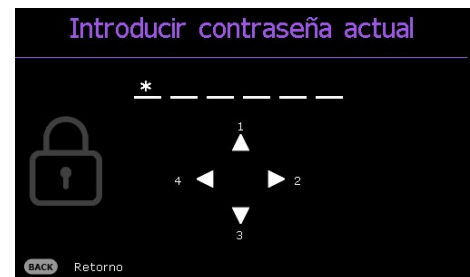 Introducir contraseña actual
* _ _ _ _ _
1
4 2
3
BACK Retorno